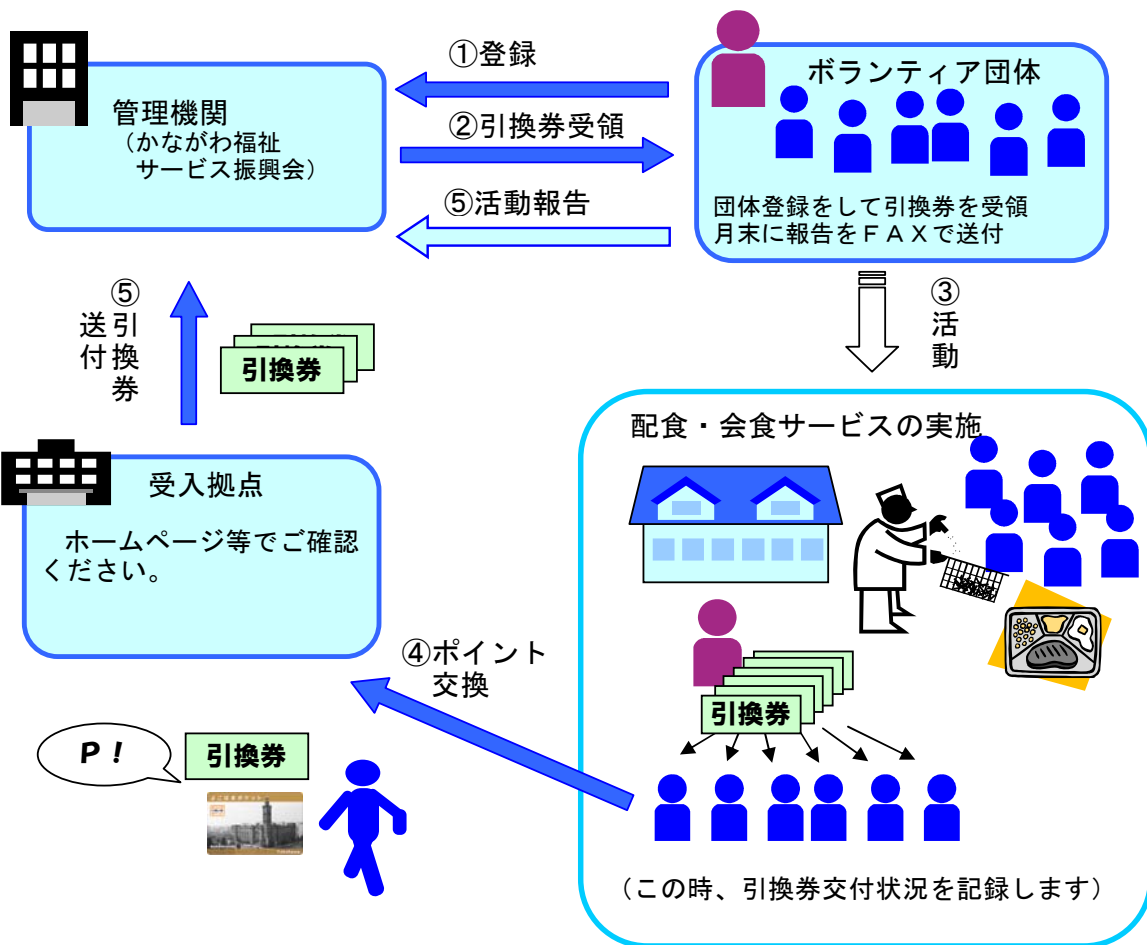 ①登録
ボランティア団体
管理機関
（かながわ福祉
サービス振興会）
②引換券受領
⑤活動報告
団体登録をして引換券を受領
月末に報告をＦＡＸで送付
③活動
⑤引換券
送付
引換券
配食・会食サービスの実施
受入拠点
ホームページ等でご確認
ください。
④ポイント
交換
引換券
Ｐ！
引換券
（この時、引換券交付状況を記録します）